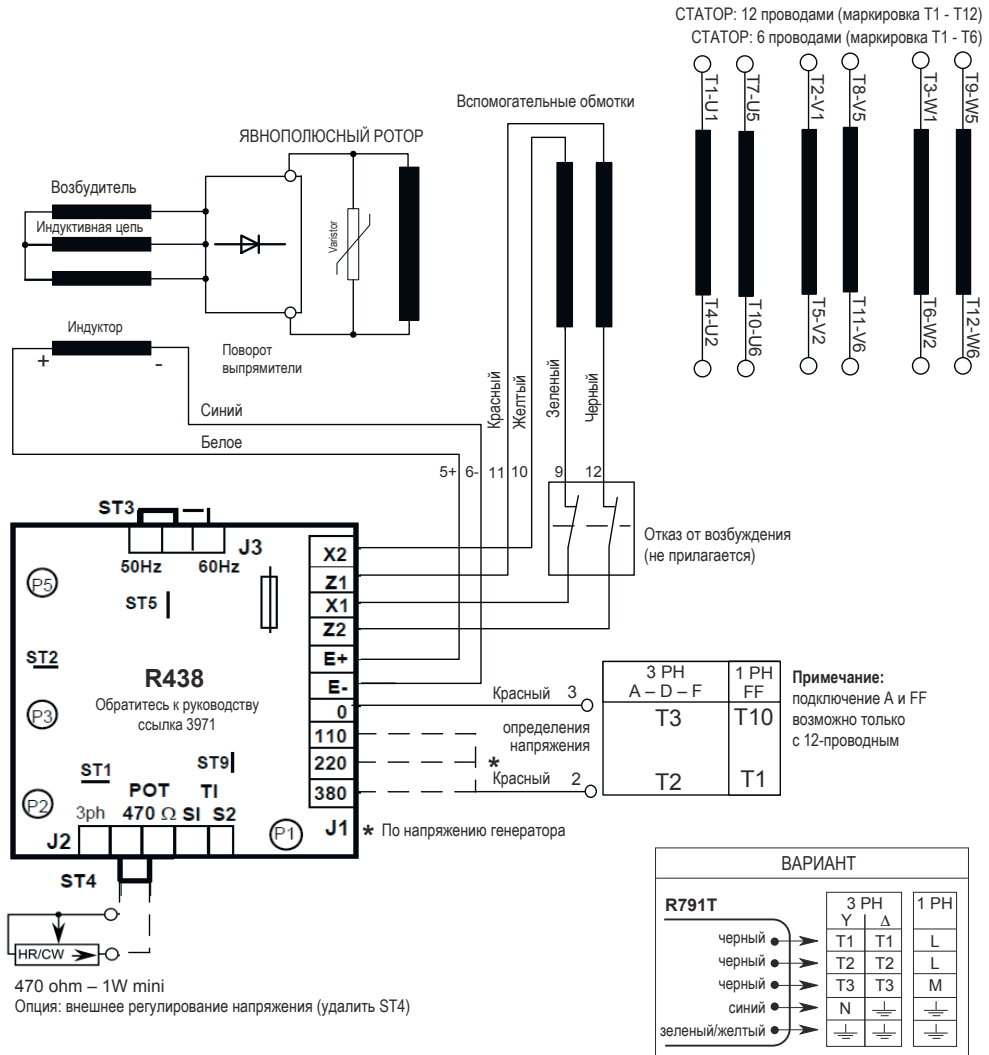 СТАТОР: 12 проводами (маркировка T1 - T12)
СТАТОР: 6 проводами (маркировка T1 - T6)
T1-U1
T7-U5
T2-V1
T8-V5
T3-W1
T9-W5
T4-U2
T10-U6
T5-V2
T11-V6
T6-W2
T12-W6
Вспомогательные обмотки
ЯВНОПОЛЮСНЫЙ РОТОР
Возбудитель
Индуктивная цепь
Varistor
Индуктор
+ -
Поворот
выпрямители
Синий
Белое
Красный
Желтый
Зеленый
Черный
5+ 6- 11 10 9 12
Отказ от возбуждения
(не прилагается)
ST3
J3
50Hz 60Hz
P5
ST5
ST2
R438
Обратитесь к руководству
ссылка 3971
P3
ST1
ST9
POT TI
P2
3ph 470 Ω SI S2
P1
J2
J1
X2
Z1
X1
Z2
E+
E-
0
110
220
380
ST4
HR/CW
470 ohm – 1W mini
Опция: внешнее регулирование напряжения (удалить ST4)
Красный 3
определения
напряжения
*
Красный 2
* По напряжению генератора
3 PH 1 PH
A – D – F FF
T3 T10
T2 T1
Примечание:
подключение A и FF
возможно только
с 12-проводным
ВАРИАНТ
R791T
3 PH 1 PH
Y Δ
черный T1 T1 L
черный T2 T2 L
черный T3 T3 M
синий N
зеленый/желтый